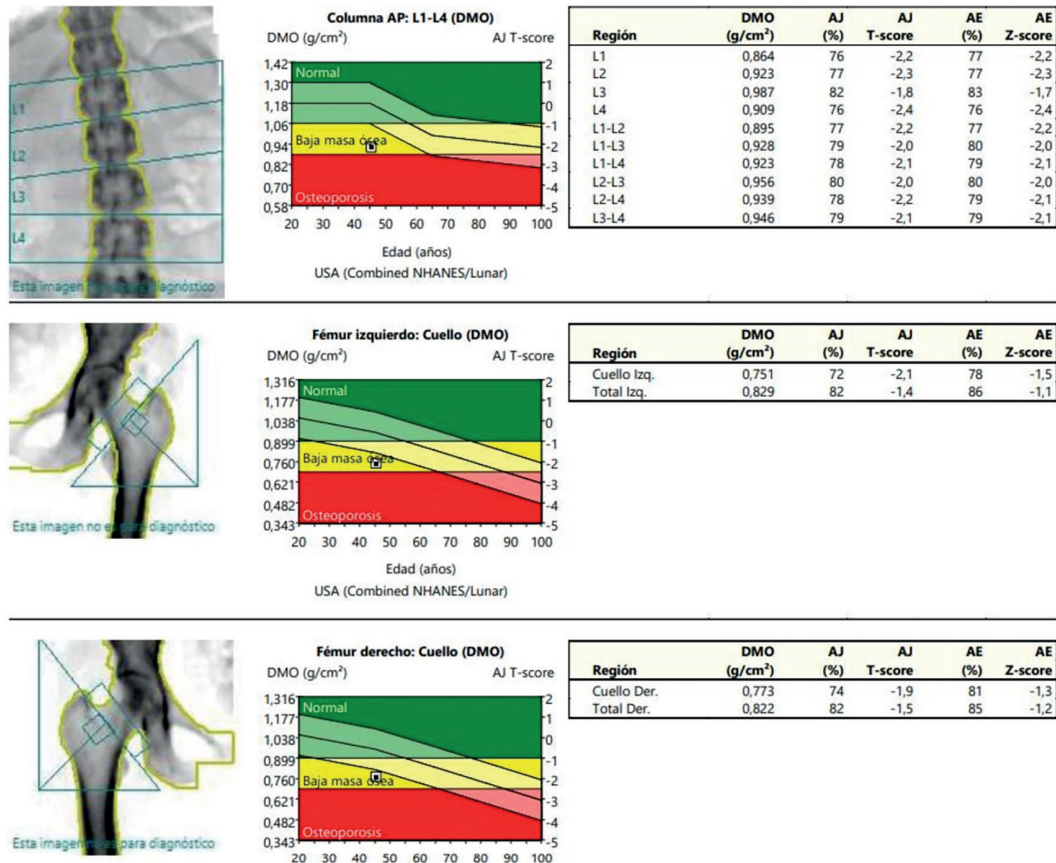 L1
L2
L3
L4
Esta imagen no es para diagnóstico
Columna AP: L1-L4 (DMO)
DMO (g/cm²) AJ T-score
1,42 2
Normal
1,30 1
1,18 0
1,06 -1
Baja masa ósea
0,94 -2
0,82 -3
0,70 -4
Osteoporosis
0,58 -5
20 30 40 50 60 70 80 90 100
Edad (años)
USA (Combined NHANES/Lunar)
DMO AJ AJ AE AE
Región (g/cm²) (%) T-score (%) Z-score
L1 0,864 76 -2,2 77 -2,2
L2 0,923 77 -2,3 77 -2,3
L3 0,987 82 -1,8 83 -1,7
L4 0,909 76 -2,4 76 -2,4
L1-L2 0,895 77 -2,2 77 -2,2
L1-L3 0,928 79 -2,0 80 -2,0
L1-L4 0,923 78 -2,1 79 -2,1
L2-L3 0,956 80 -2,0 80 -2,0
L2-L4 0,939 78 -2,2 79 -2,1
L3-L4 0,946 79 -2,1 79 -2,1
Esta imagen no es para diagnóstico
Fémur izquierdo: Cuello (DMO)
DMO (g/cm²) AJ T-score
1,316 2
Normal
1,177 1
1,038 0
0,899 -1
Baja masa ósea
0,760 -2
0,621 -3
0,482 -4
Osteoporosis
0,343 -5
20 30 40 50 60 70 80 90 100
Edad (años)
USA (Combined NHANES/Lunar)
DMO AJ AJ AE AE
Región (g/cm²) (%) T-score (%) Z-score
Cuello Izq. 0,751 72 -2,1 78 -1,5
Total Izq. 0,829 82 -1,4 86 -1,1
Esta imagen no es para diagnóstico
Fémur derecho: Cuello (DMO)
DMO (g/cm²) AJ T-score
1,316 2
Normal
1,177 1
1,038 0
0,899 -1
Baja masa ósea
0,760 -2
0,621 -3
0,482 -4
Osteoporosis
0,343 -5
20 30 40 50 60 70 80 90 100
DMO AJ AJ AE AE
Región (g/cm²) (%) T-score (%) Z-score
Cuello Der. 0,773 74 -1,9 81 -1,3
Total Der. 0,822 82 -1,5 85 -1,2